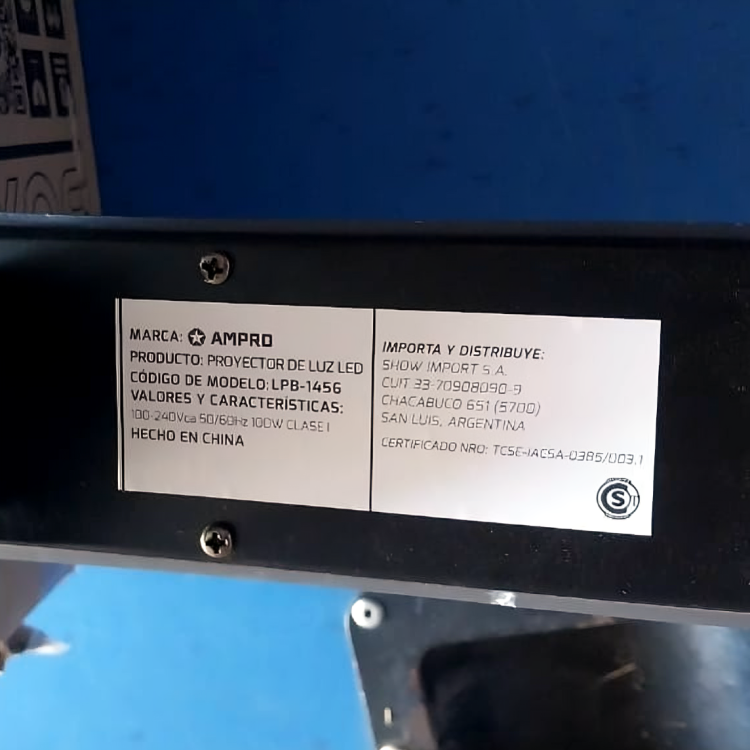 MARCA: AMPRO
PRODUCTO: PROYECTOR DE LUZ LED
CÓDIGO DE MODELO: LPB-1456
VALORES Y CARACTERÍSTICAS:
100-240Vca 50/60Hz 100W CLASE I
HECHO EN CHINA
IMPORTA Y DISTRIBUYE:
SHOW IMPORT S.A.
CUIT 33-70908090-9
CHACABUCO 651 (5700)
SAN LUIS, ARGENTINA
CERTIFICADO NRO: TCSE-IACSA-0385/003.1
S